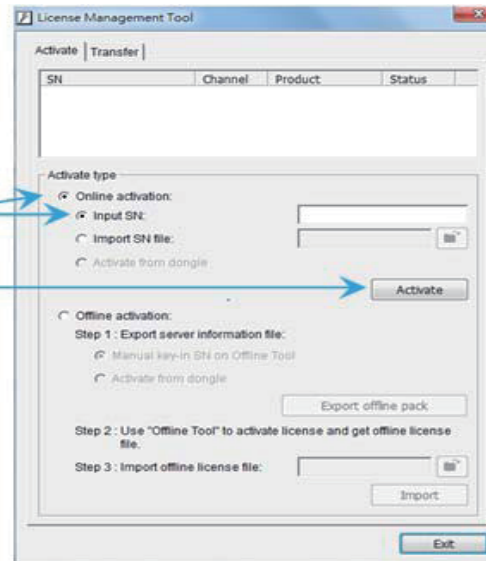 License Management Tool
Activate Transfer
SN Channel Product Status
Activate type
Online activation:
Input SN:
Import SN file:
Activate from dongle
Activate
Offline activation:
Step 1 : Export server information file:
Manual key-in SN on Offline Tool
Activate from dongle
Export offline pack
Step 2 : Use "Offline Tool" to activate license and get offline license
file.
Step 3 : Import offline license file:
Import
Exit